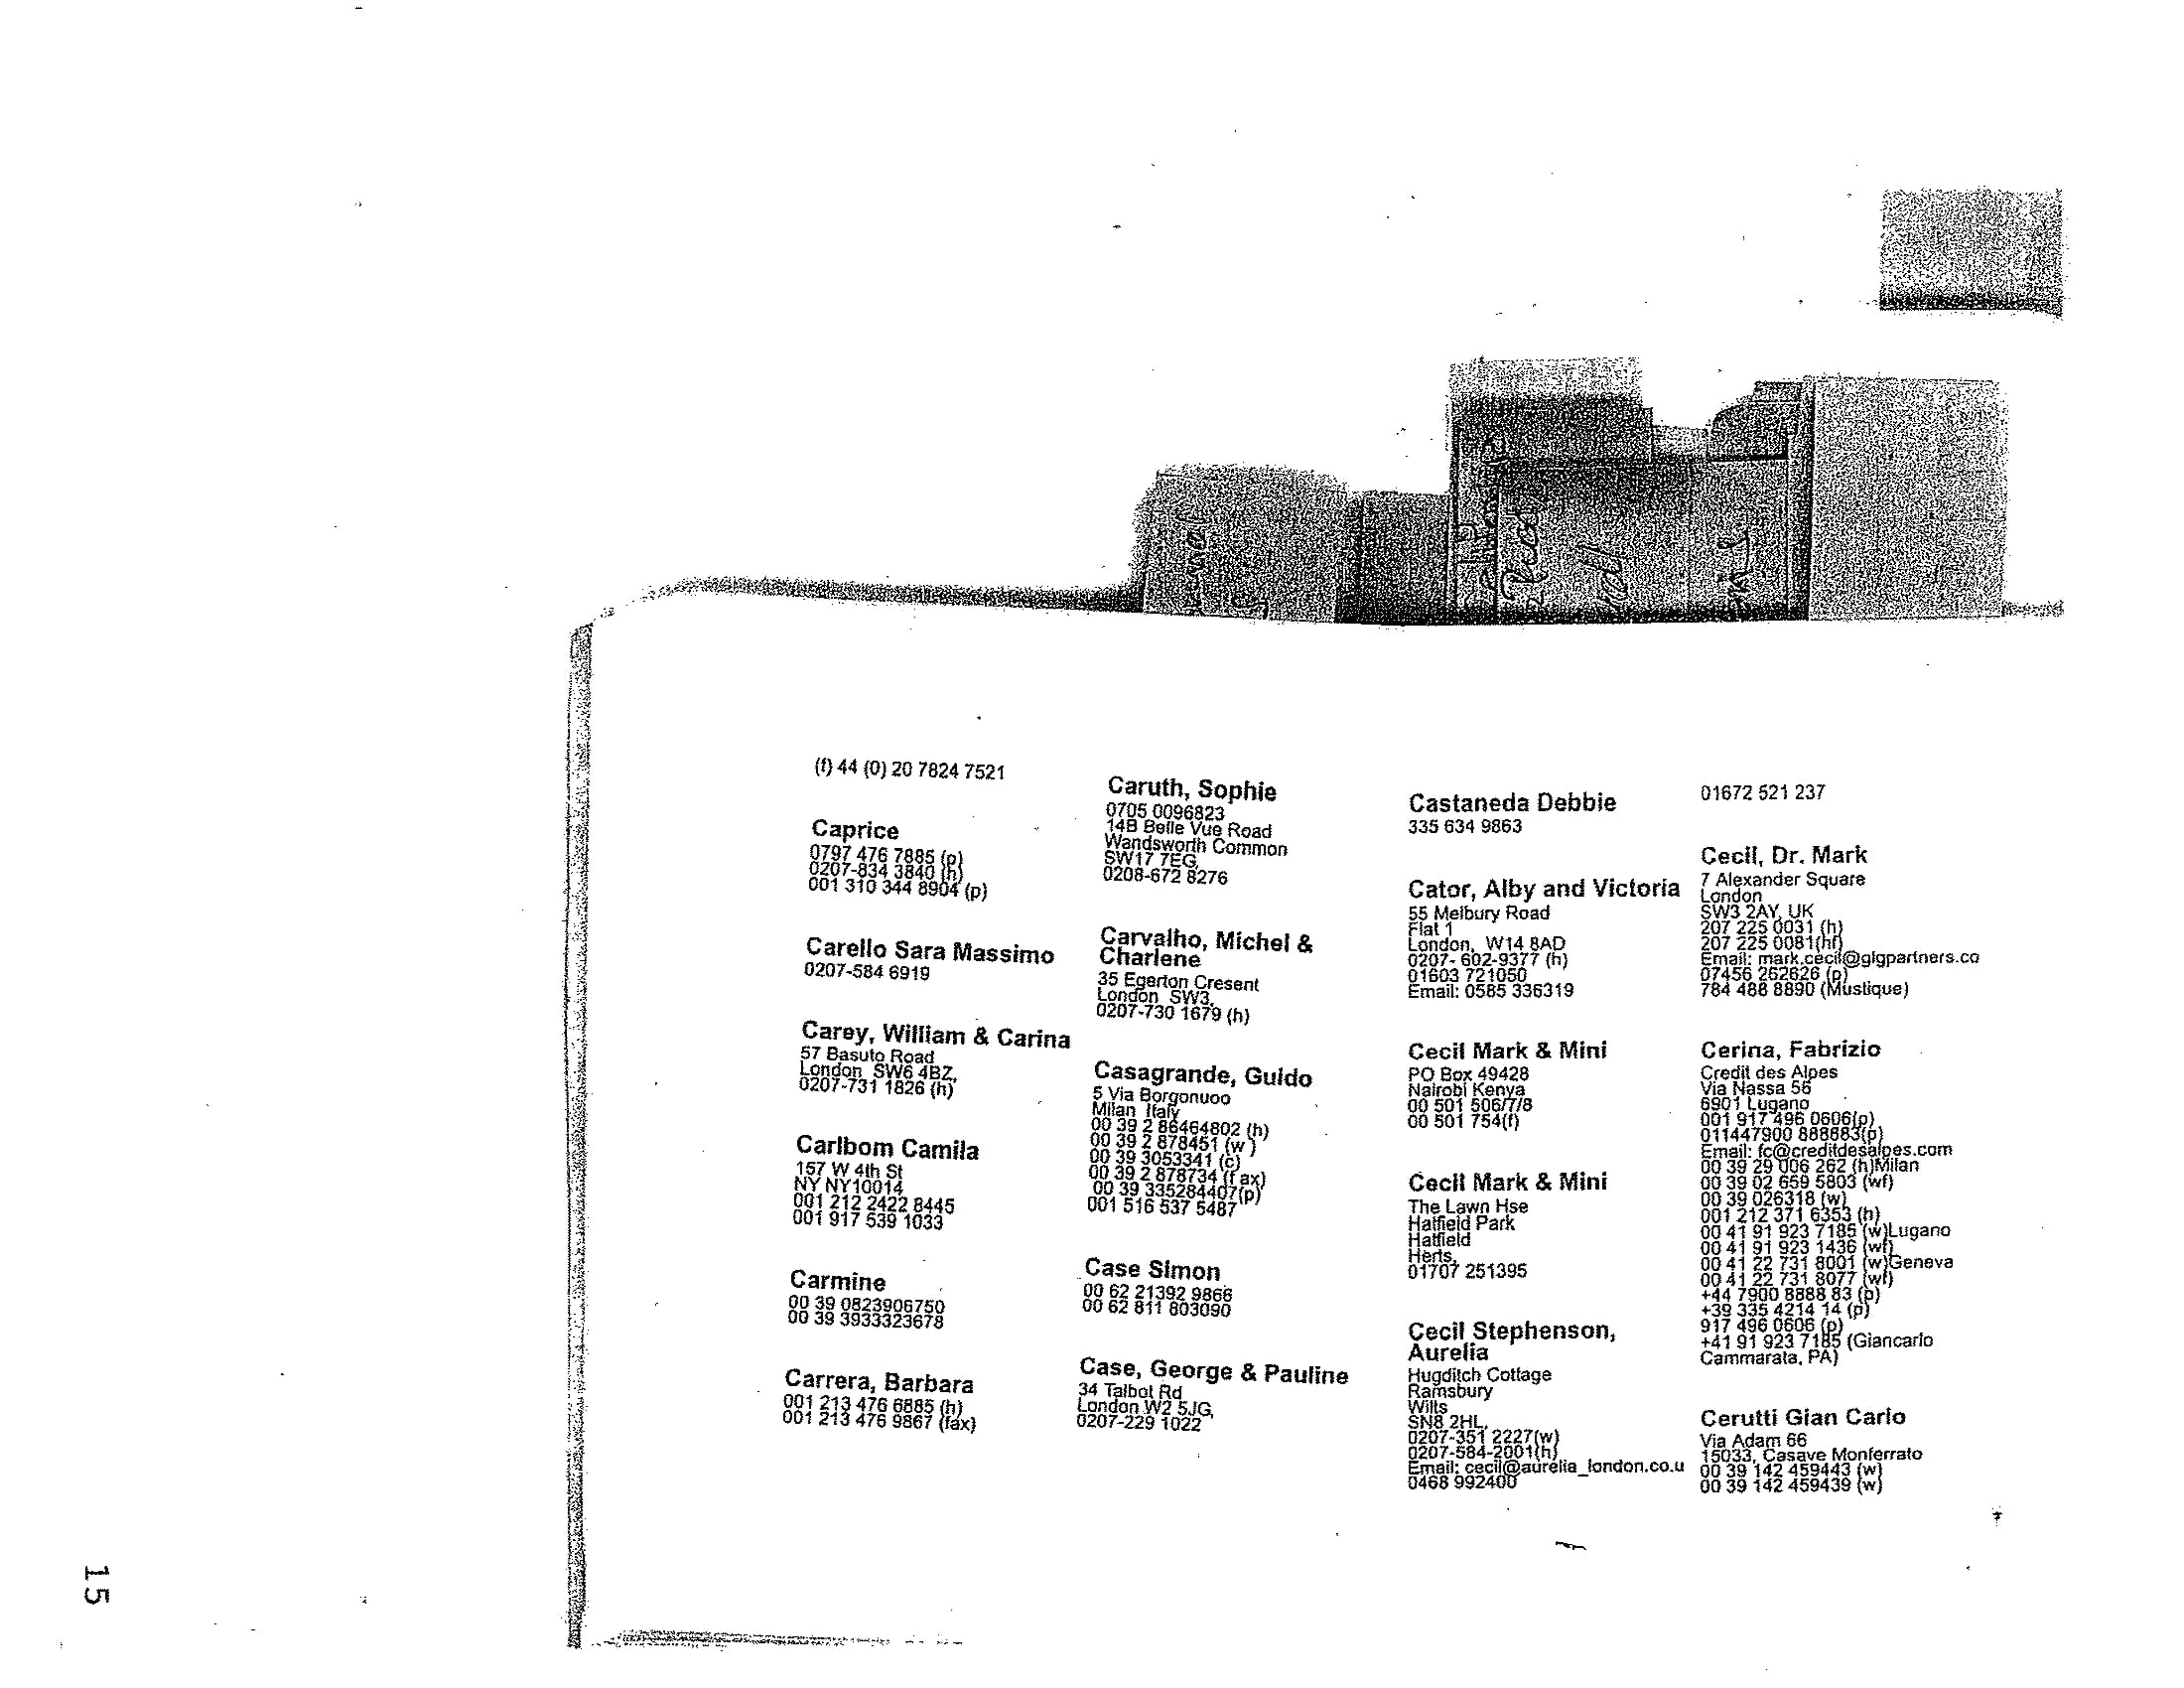 (f) 44 (0) 20 7824 7521
Caprice
0797 476 7885 (p)
0207-834 3840 (h)
001 310 344 8904 (p)
Carello Sara Massimo
0207-584 6919
Carey, William & Carina
57 Basuto Road
London SW6 4BZ,
0207-731 1826 (h)
Carlbom Camila
157 W 4th St
NY NY10014
001 212 2422 8445
001 917 539 1033
Carmine
00 39 0823906750
00 39 3933323678
Carrera, Barbara
001 213 476 6885 (h)
001 213 476 9867 (fax)
Caruth, Sophie
0705 0096823
14B Belle Vue Road
Wandsworth Common
SW17 7EG,
0208-672 8276
Carvalho, Michel &
Charlene
35 Egerton Cresent
London SW3,
0207-730 1679 (h)
Casagrande, Guido
5 Via Borgonuoo
Milan Italy
00 39 2 86464802 (h)
00 39 2 878451 (w )
00 39 3053341 (c)
00 39 2 878734 (f ax)
00 39 335284407(p)
001 516 537 5487
Case Simon
00 62 21392 9866
00 62 811 803090
Case, George & Pauline
34 Talbot Rd
London W2 5JG,
0207-229 1022
Castaneda Debbie
335 634 9863
Cator, Alby and Victoria
55 Melbury Road
Flat 1
London, W14 8AD
0207- 602-9377 (h)
01603 721050
Email: 0585 336319
Cecil Mark & Mini
PO Box 49428
Nairobi Kenya
00 501 506/7/8
00 501 754(f)
Cecil Mark & Mini
The Lawn Hse
Hatfield Park
Hatfield
Herts,
01707 251395
Cecil Stephenson,
Aurelia
Hugditch Cottage
Ramsbury
Wilts
SN8 2HL,
0207-351 2227(w)
0207-584-2001(h)
Email: cecil@aurelia_london.co.u
0468 992400
01672 521 237
Cecil, Dr. Mark
7 Alexander Square
London
SW3 2AY, UK
207 225 0031 (h)
207 225 0081(hf)
Email: mark.cecil@glgpartners.co
07456 262626 (p)
784 488 8890 (Mustique)
Cerina, Fabrizio
Credit des Alpes
Via Nassa 56
6901 Lugano
001 917 496 0606(p)
011447900 888883(p)
Email: fc@creditdesalpes.com
00 39 29 006 262 (h)Milan
00 39 02 659 5803 (wf)
00 39 026318 (w)
001 212 371 6353 (h)
00 41 91 923 7185 (w)Lugano
00 41 91 923 1436 (wf)
00 41 22 731 8001 (w)Geneva
00 41 22 731 8077 (wf)
+44 7900 8888 83 (p)
+39 335 4214 14 (p)
917 496 0606 (p)
+41 91 923 7185 (Giancarlo
Cammarata, PA)
Cerutti Gian Carlo
Via Adam 66
15033, Casave Monferrato
00 39 142 459443 (w)
00 39 142 459439 (w)
15